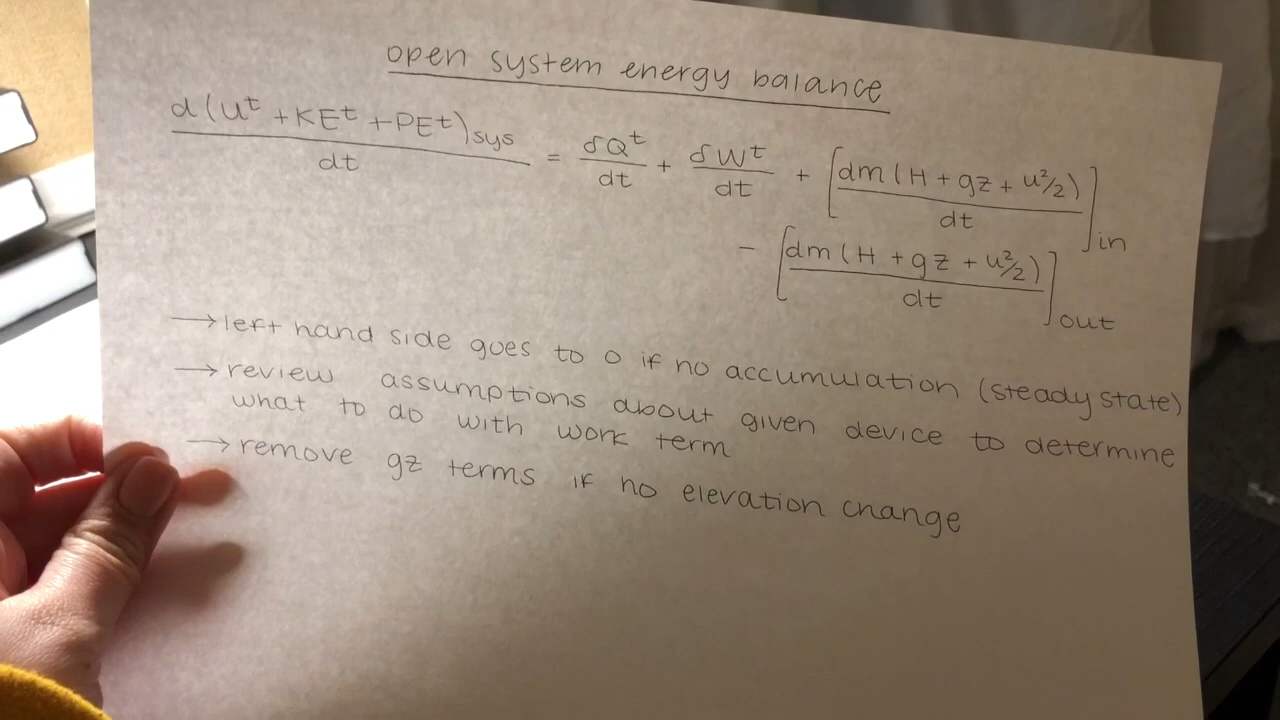 open system energy balance
d(U^t + KE^t + PE^t)sys / dt = δQ^t / dt + δW^t / dt + [dm(H + gz + u²/2) / dt]in
- [dm(H + gz + u²/2) / dt]out
→ left hand side goes to 0 if no accumulation (steady state)
→ review assumptions about given device to determine
what to do with work term
→ remove gz terms if no elevation change